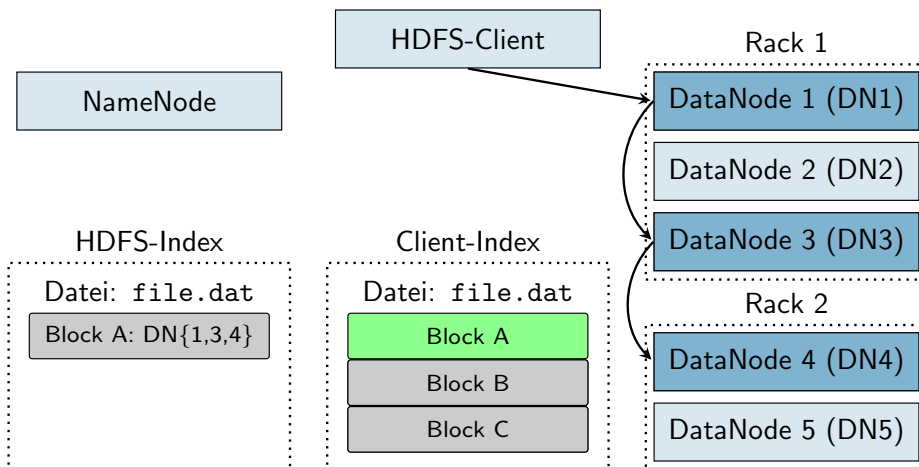 HDFS-Client
NameNode
Rack 1
DataNode 1 (DN1)
DataNode 2 (DN2)
DataNode 3 (DN3)
HDFS-Index
Datei: file.dat
Block A: DN{1,3,4}
Client-Index
Datei: file.dat
Block A
Block B
Block C
Rack 2
DataNode 4 (DN4)
DataNode 5 (DN5)